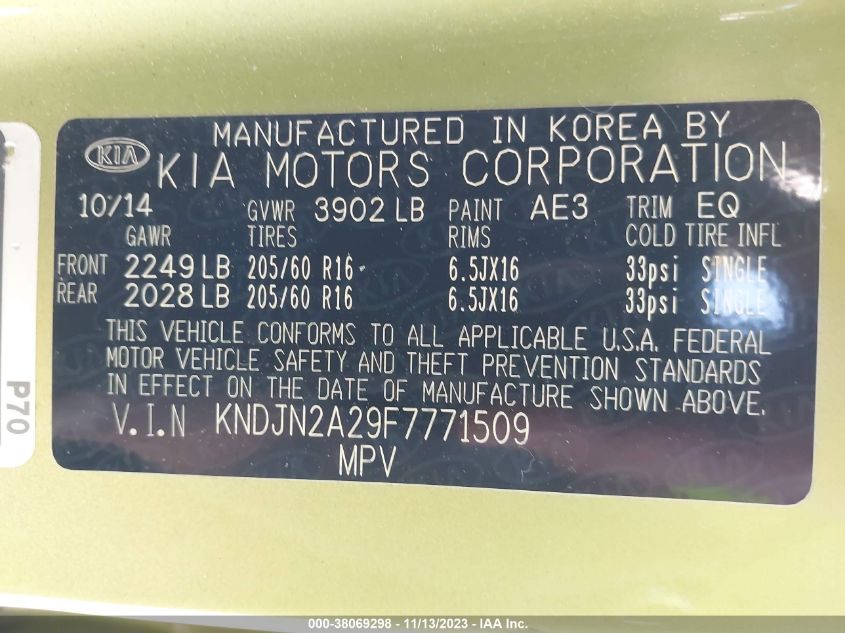 MANUFACTURED IN KOREA BY
KIA KIA MOTORS CORPORATION
10/14 GVWR 3902 LB PAINT AE3 TRIM EQ
GAWR TIRES RIMS COLD TIRE INFL
FRONT 2249 LB 205/60 R16 6.5JX16 33psi SINGLE
REAR 2028 LB 205/60 R16 6.5JX16 33psi SINGLE
THIS VEHICLE CONFORMS TO ALL APPLICABLE U.S.A. FEDERAL
MOTOR VEHICLE SAFETY AND THEFT PREVENTION STANDARDS
IN EFFECT ON THE DATE OF MANUFACTURE SHOWN ABOVE.
V.I.N KNDJN2A29F7771509
MPV
P70
000-38069298 - 11/13/2023 - IAA Inc.